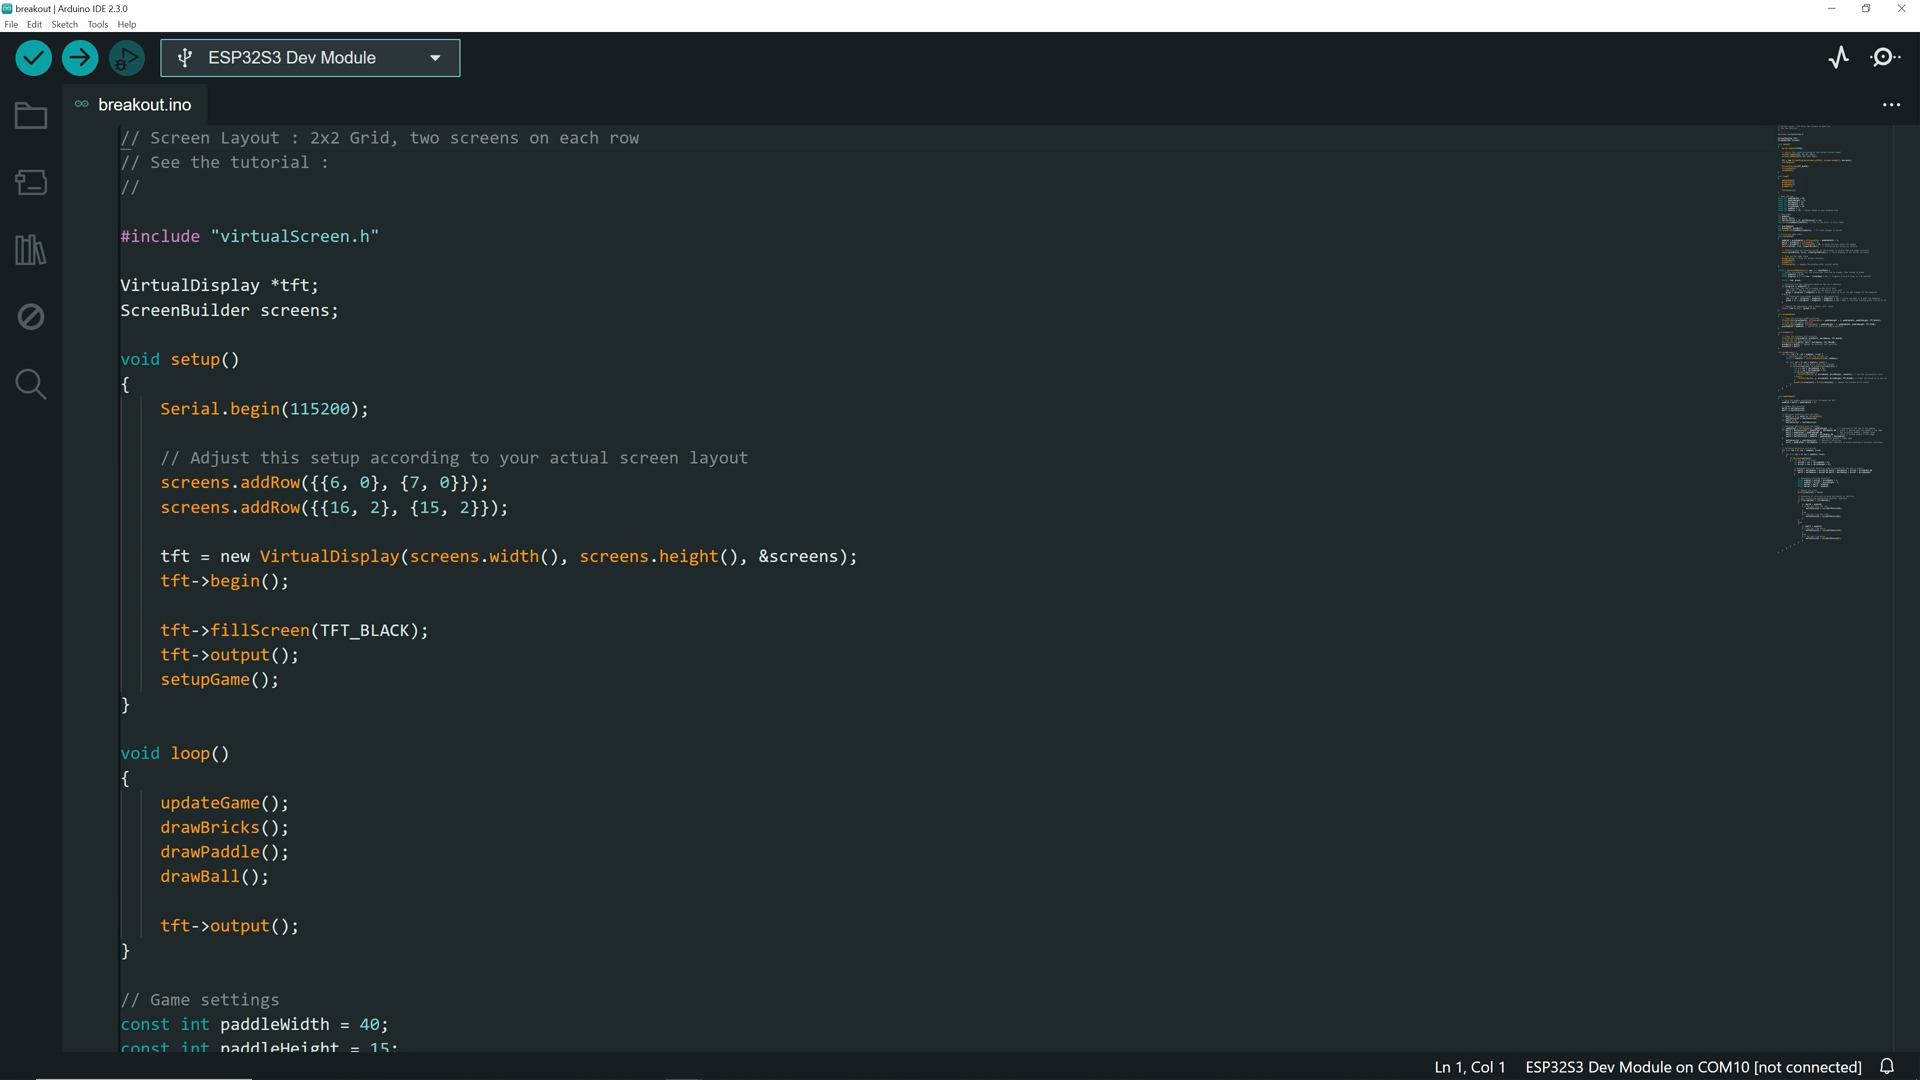 breakout | Arduino IDE 2.3.0
File Edit Sketch Tools Help
ESP32S3 Dev Module
breakout.ino
// Screen Layout : 2x2 Grid, two screens on each row
// See the tutorial :
//
#include "virtualScreen.h"
VirtualDisplay *tft;
ScreenBuilder screens;
void setup()
{
Serial.begin(115200);
// Adjust this setup according to your actual screen layout
screens.addRow({{6, 0}, {7, 0}});
screens.addRow({{16, 2}, {15, 2}});
tft = new VirtualDisplay(screens.width(), screens.height(), &screens);
tft->begin();
tft->fillScreen(TFT_BLACK);
tft->output();
setupGame();
}
void loop()
{
updateGame();
drawBricks();
drawPaddle();
drawBall();
tft->output();
}
// Game settings
const int paddleWidth = 40;
const int paddleHeight = 15;
Ln 1, Col 1 ESP32S3 Dev Module on COM10 [not connected]